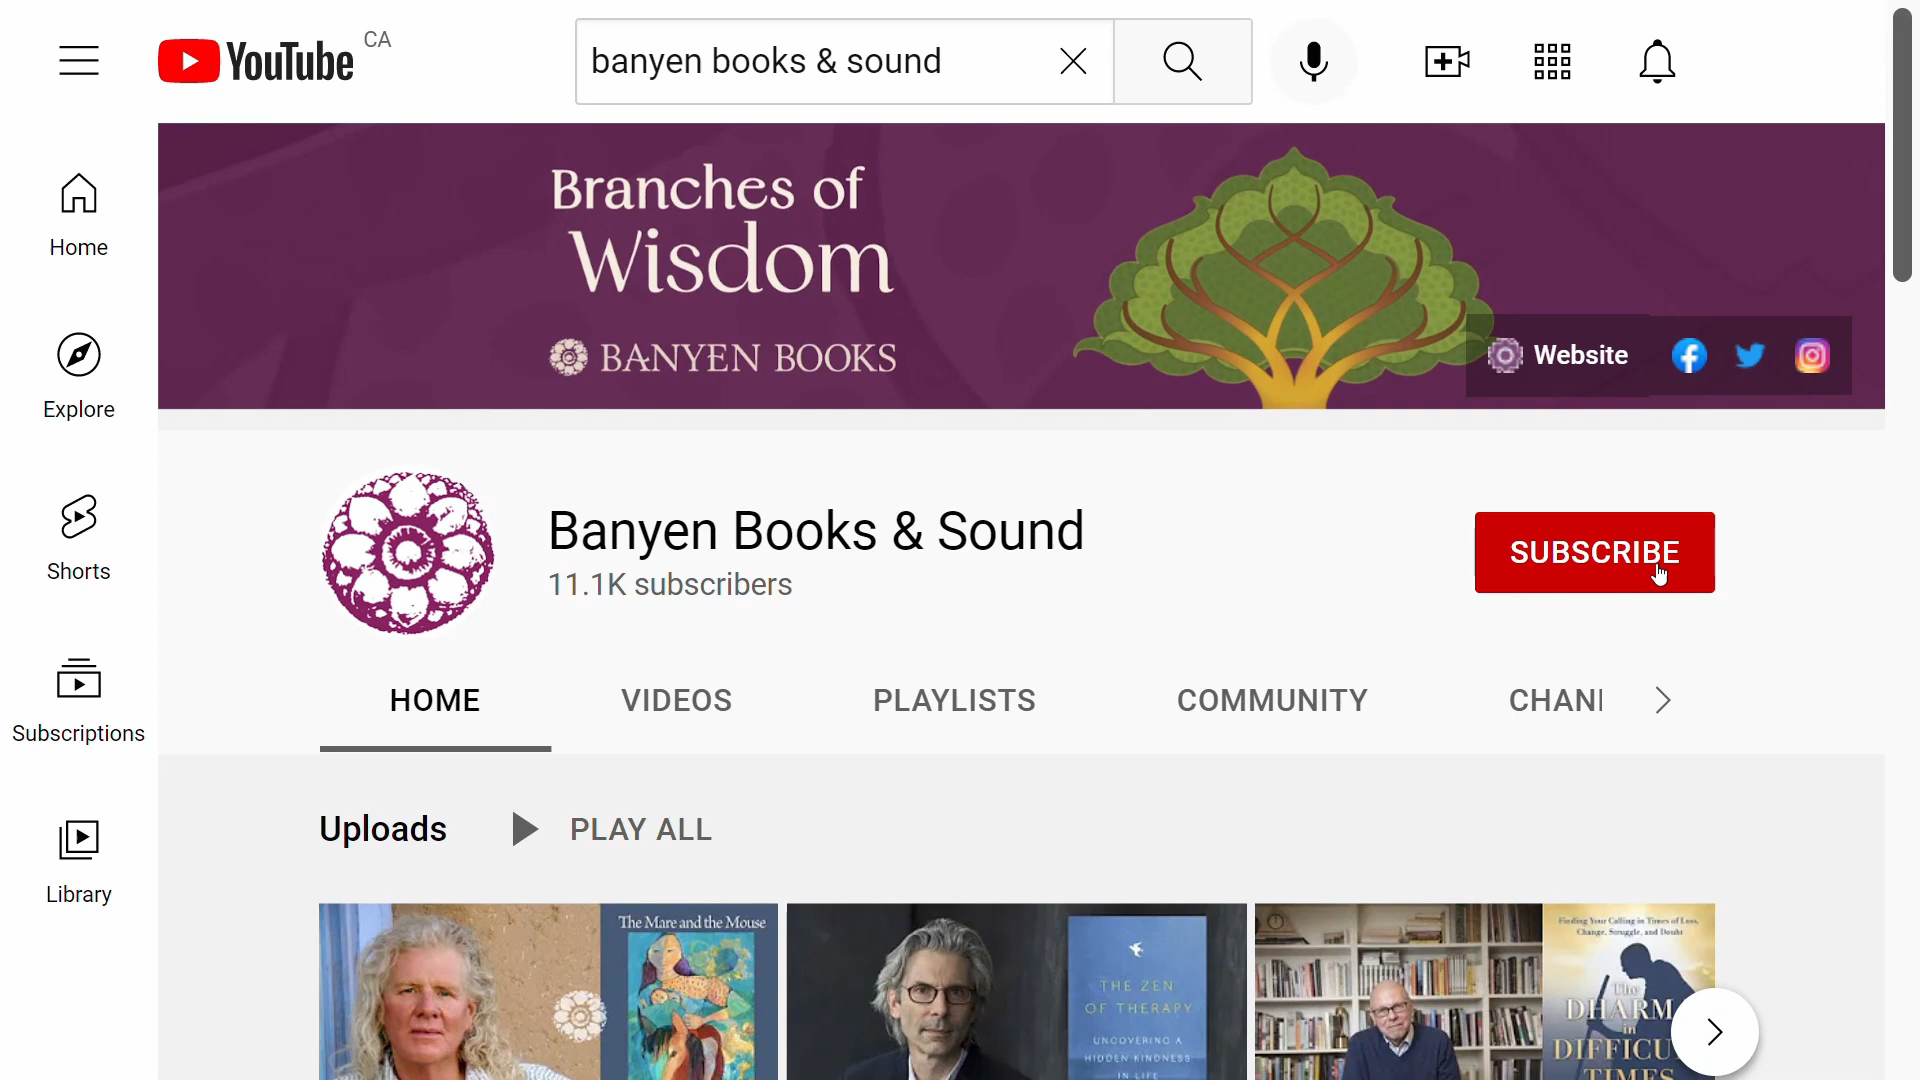 YouTube CA
banyen books & sound
Home
Explore
Shorts
Subscriptions
Library
Branches of
Wisdom
BANYEN BOOKS
Website
Banyen Books & Sound
11.1K subscribers
SUBSCRIBE
HOME VIDEOS PLAYLISTS COMMUNITY CHANI
Uploads PLAY ALL
The Mare and the Mouse
THE ZEN
OF THERAPY
UNCOVERING A
HIDDEN KINDNESS
IN LIFE
Finding Your Calling in Times of Loss,
Change, Struggle, and Doubt
The
DHARM
in
DIFFICU
TIMES